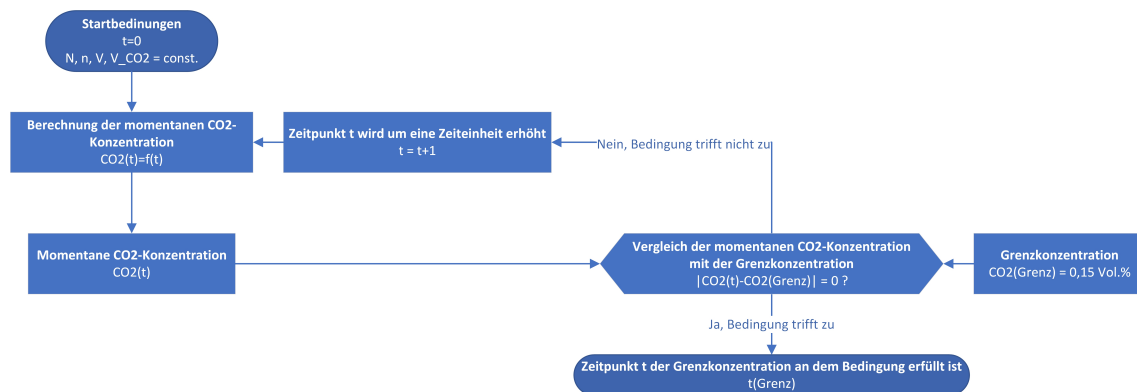 Startbedinungen
t=0
N, n, V, V_CO2 = const.
Berechnung der momentanen CO2-
Konzentration
CO2(t)=f(t)
Zeitpunkt t wird um eine Zeiteinheit erhöht
t = t+1
Nein, Bedingung trifft nicht zu
Momentane CO2-Konzentration
CO2(t)
Vergleich der momentanen CO2-Konzentration
mit der Grenzkonzentration
|CO2(t)-CO2(Grenz)| = 0 ?
Grenzkonzentration
CO2(Grenz) = 0,15 Vol.%
Ja, Bedingung trifft zu
Zeitpunkt t der Grenzkonzentration an dem Bedingung erfüllt ist
t(Grenz)